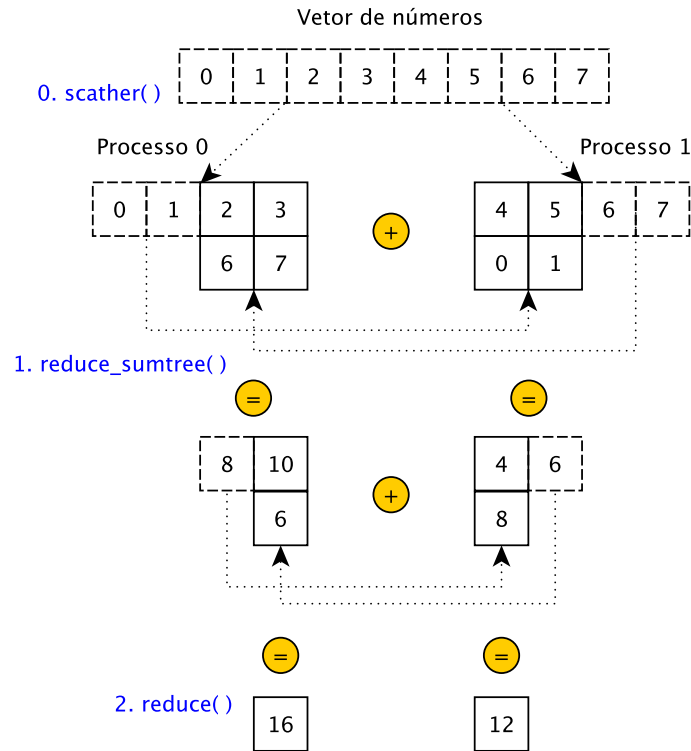 Vetor de números
0 1 2 3 4 5 6 7
0. scather( )
Processo 0
Processo 1
0 1 2 3
+
4 5 6 7
6 7
0 1
1. reduce_sumtree( )
=
=
8 10
+
4 6
6
8
=
=
2. reduce( )
16
12